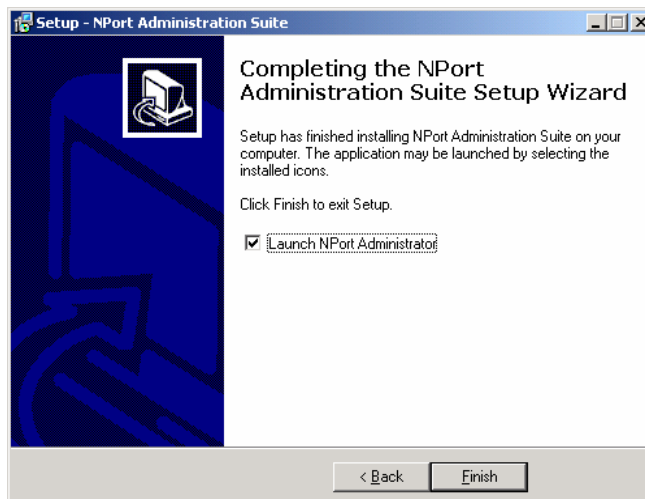 Setup - NPort Administration Suite
Completing the NPort
Administration Suite Setup Wizard
Setup has finished installing NPort Administration Suite on your
computer. The application may be launched by selecting the
installed icons.
Click Finish to exit Setup.
Launch NPort Administrator
< Back
Finish